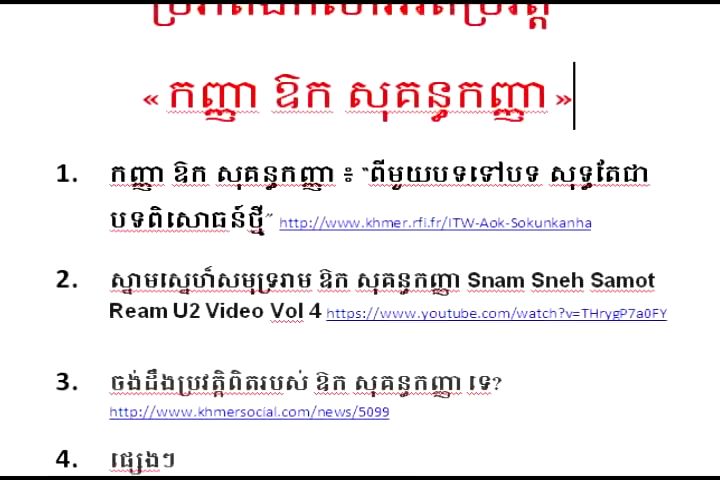 « កញ្ញា ឱក សុគន្ធកញ្ញា »
1. កញ្ញា ឱក សុគន្ធកញ្ញា ៖ “ពីមួយបទទៅបទ សុទ្ធតែជា
បទពិសោធន៍ថ្មី” http://www.khmer.rfi.fr/ITW-Aok-Sokunkanha
2. ស្នាមស្នេហ៍សមុទ្ររាម ឱក សុគន្ធកញ្ញា Snam Sneh Samot
Ream U2 Video Vol 4 https://www.youtube.com/watch?v=THrygP7a0FY
3. ចង់ដឹងប្រវត្តិពិតរបស់ ឱក សុគន្ធកញ្ញា ទេ?
http://www.khmersocial.com/news/5099
4. ផ្សេងៗ